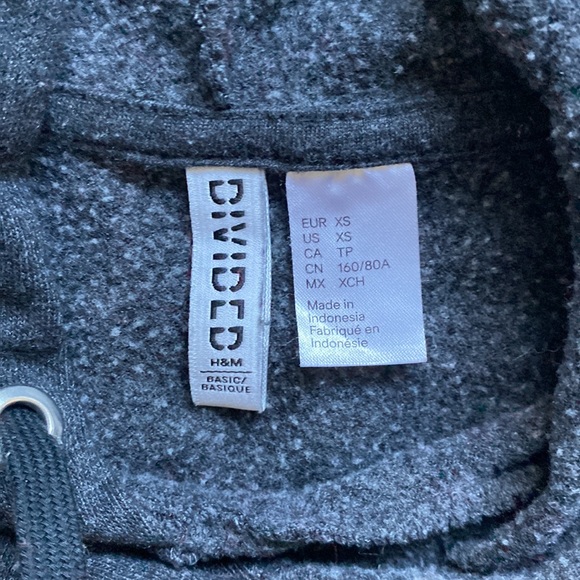 DIVIDED
H&M
BASIC/
BASIQUE
EUR XS
US XS
CA TP
CN 160/80A
MX XCH
Made in
Indonesia
Fabriqué en
Indonésie